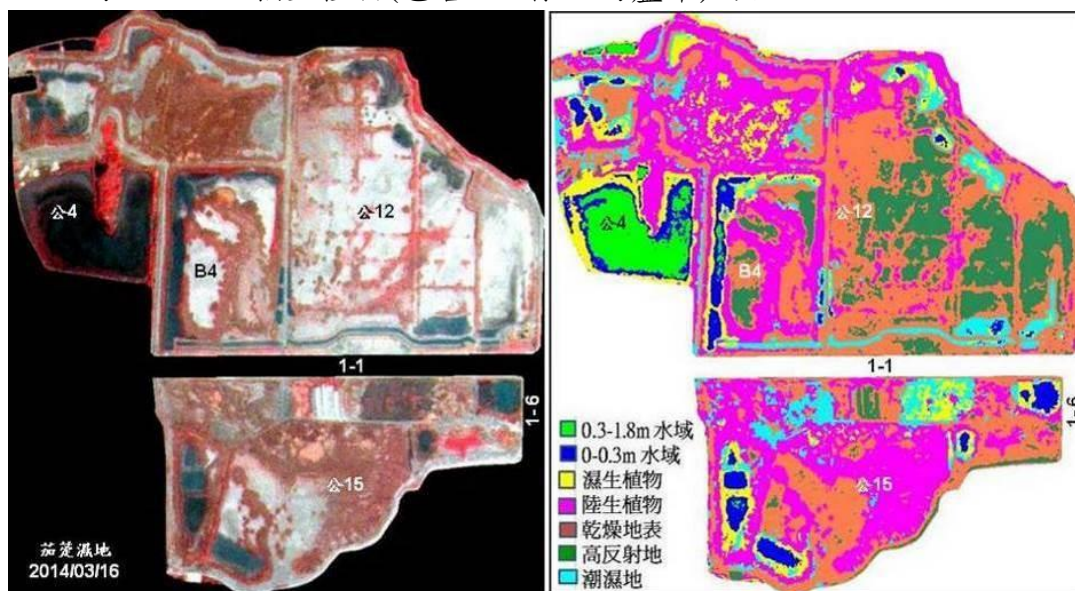 公4
公12
B4
1-1
1-6
公15
茄萣濕地
2014/03/16
公4
公12
B4
1-1
1-6
公15
0.3-1.8m 水域
0-0.3m 水域
濕生植物
陸生植物
乾燥地表
高反射地
潮濕地